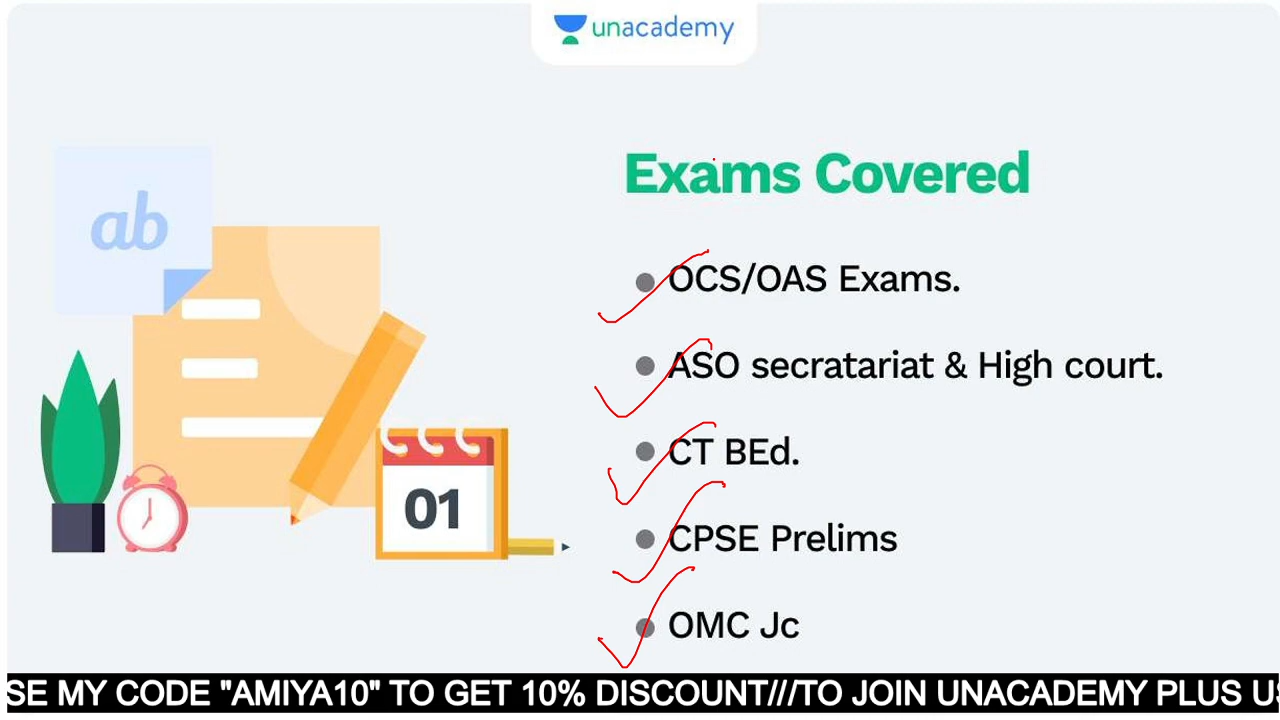 unacademy
ab
Exams Covered
OCS/OAS Exams.
ASO secratariat & High court.
CT BEd.
CPSE Prelims
OMC Jc
01
SE MY CODE "AMIYA10" TO GET 10% DISCOUNT///TO JOIN UNACADEMY PLUS US